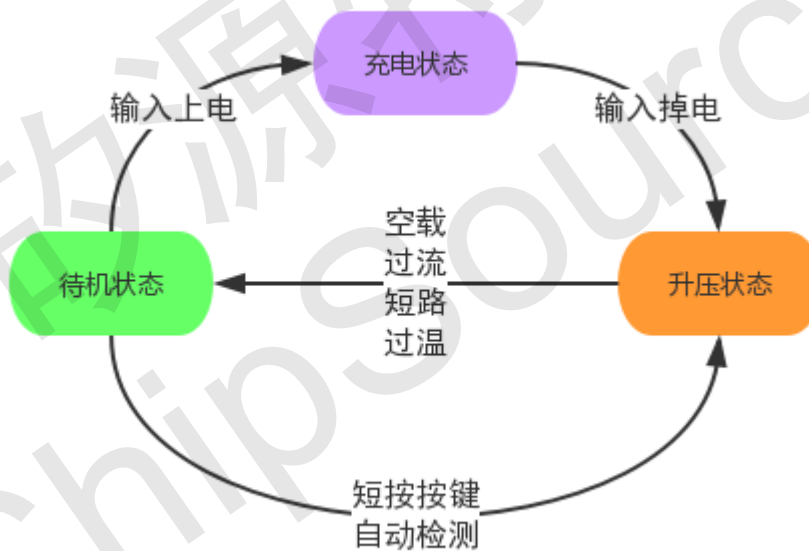 充电状态
输入上电
输入掉电
空载
过流
短路
过温
待机状态
升压状态
短按按键
自动检测
ChipSourc